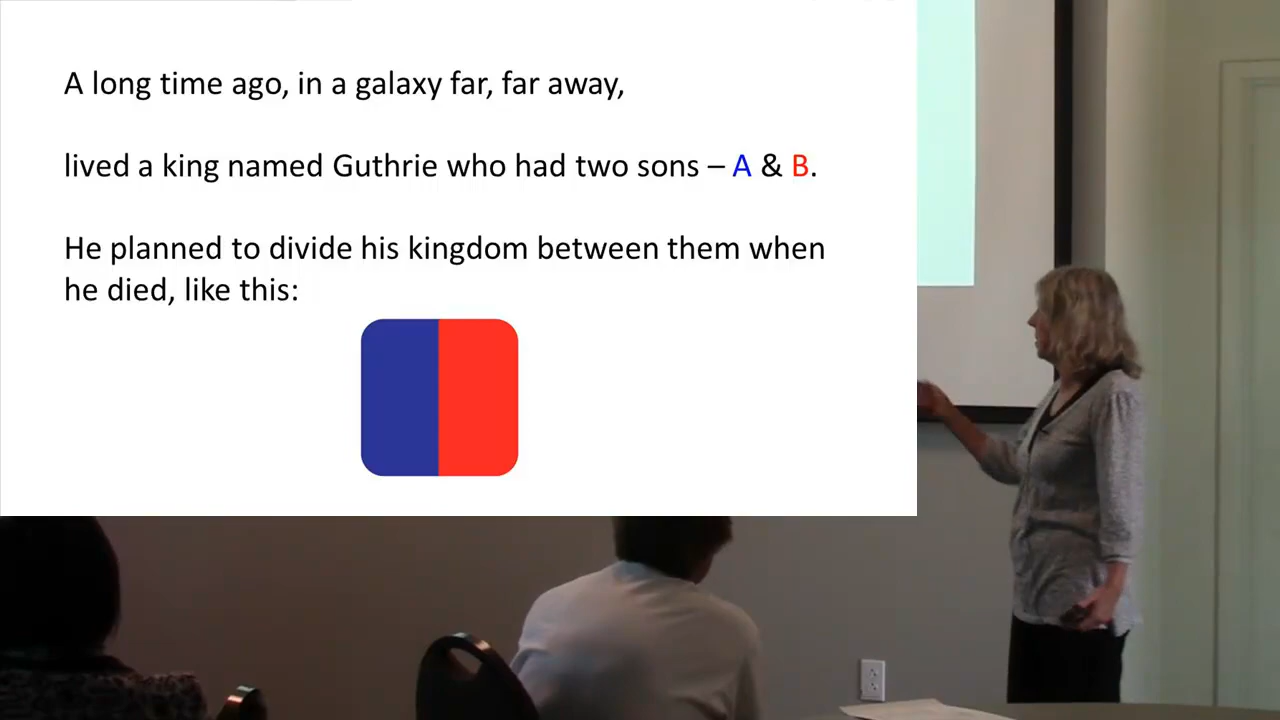 A long time ago, in a galaxy far, far away,
lived a king named Guthrie who had two sons – A & B.
He planned to divide his kingdom between them when
he died, like this: